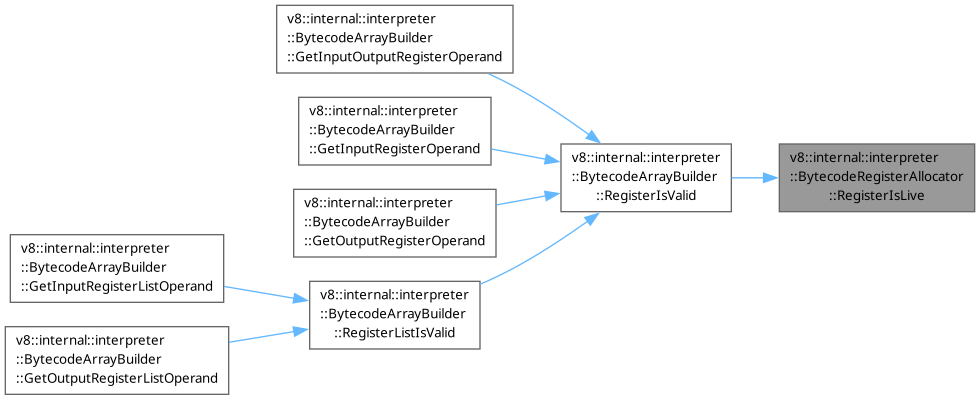 v8::internal::interpreter
::BytecodeArrayBuilder
::GetInputOutputRegisterOperand
v8::internal::interpreter
::BytecodeArrayBuilder
::GetInputRegisterOperand
v8::internal::interpreter
::BytecodeArrayBuilder
::RegisterIsValid
v8::internal::interpreter
::BytecodeRegisterAllocator
::RegisterIsLive
v8::internal::interpreter
::BytecodeArrayBuilder
::GetOutputRegisterOperand
v8::internal::interpreter
::BytecodeArrayBuilder
::GetInputRegisterListOperand
v8::internal::interpreter
::BytecodeArrayBuilder
::RegisterListIsValid
v8::internal::interpreter
::BytecodeArrayBuilder
::GetOutputRegisterListOperand